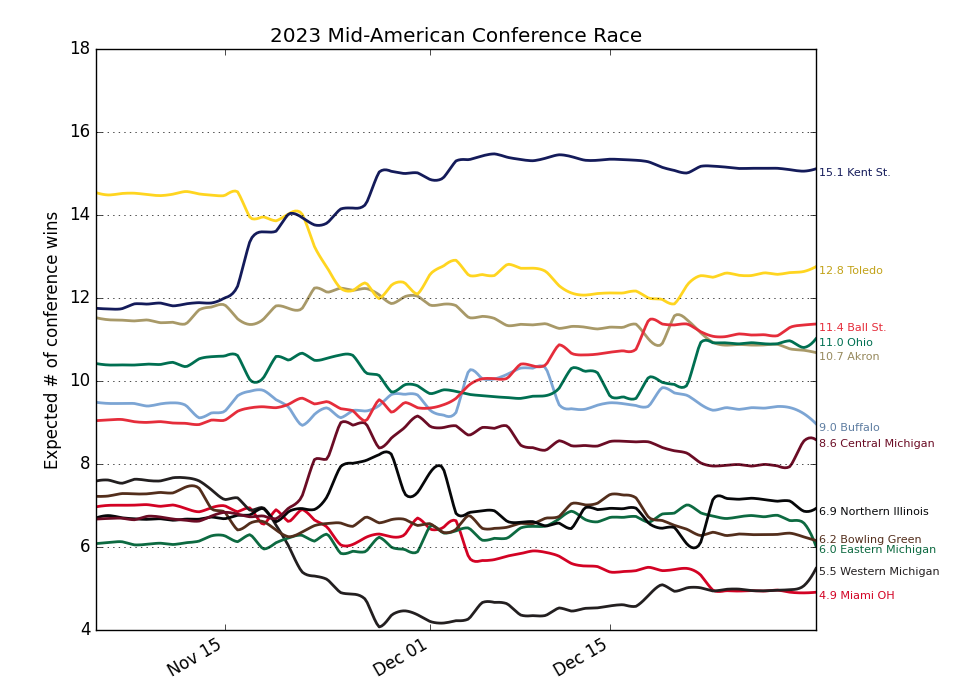 2023 Mid-American Conference Race
Expected # of conference wins
18
16
14
12
10
8
6
4
Nov 15
Dec 01
Dec 15
15.1 Kent St.
12.8 Toledo
11.4 Ball St.
11.0 Ohio
10.7 Akron
9.0 Buffalo
8.6 Central Michigan
6.9 Northern Illinois
6.2 Bowling Green
6.0 Eastern Michigan
5.5 Western Michigan
4.9 Miami OH